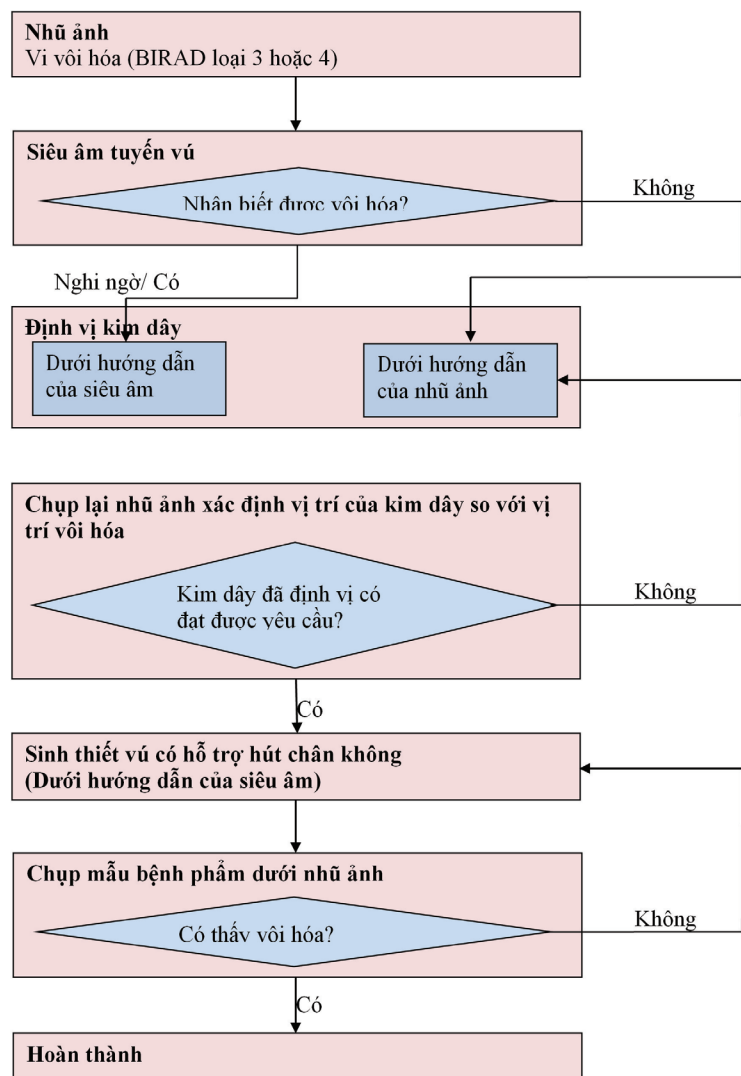 Nhũ ảnh
Vi vôi hóa (BIRAD loại 3 hoặc 4)
Siêu âm tuyến vú
Nhận biết được vôi hóa?
Không
Nghi ngờ/ Có
Định vị kim dây
Dưới hướng dẫn
của siêu âm
Dưới hướng dẫn
của nhũ ảnh
Chụp lại nhũ ảnh xác định vị trí của kim dây so với vị
trí vôi hóa
Kim dây đã định vị có
đạt được yêu cầu?
Không
Có
Sinh thiết vú có hỗ trợ hút chân không
(Dưới hướng dẫn của siêu âm)
Chụp mẫu bệnh phẩm dưới nhũ ảnh
Có thấy vôi hóa?
Không
Có
Hoàn thành